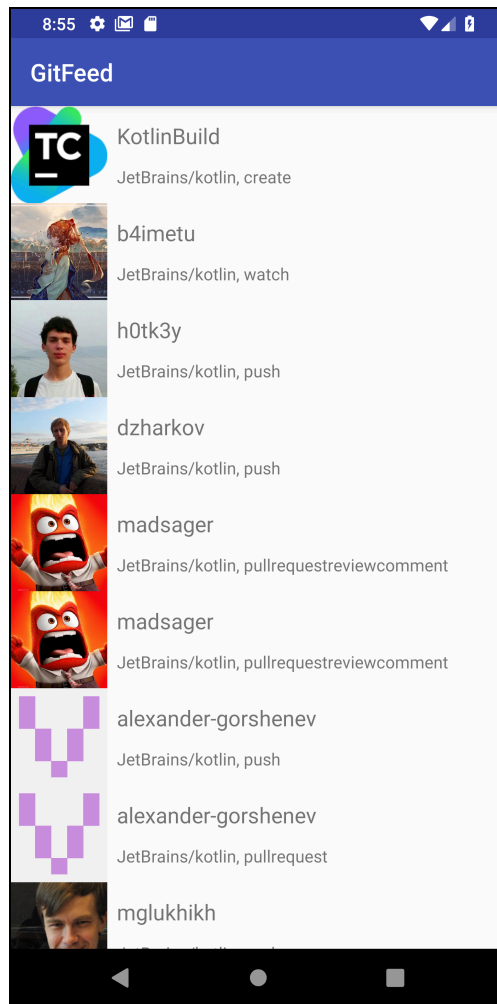 8:55
GitFeed
TC
KotlinBuild
JetBrains/kotlin, create
b4imetu
JetBrains/kotlin, watch
h0tk3y
JetBrains/kotlin, push
dzharkov
JetBrains/kotlin, push
madsager
JetBrains/kotlin, pullrequestreviewcomment
madsager
JetBrains/kotlin, pullrequestreviewcomment
alexander-gorshenev
JetBrains/kotlin, push
alexander-gorshenev
JetBrains/kotlin, pullrequest
mglukhikh